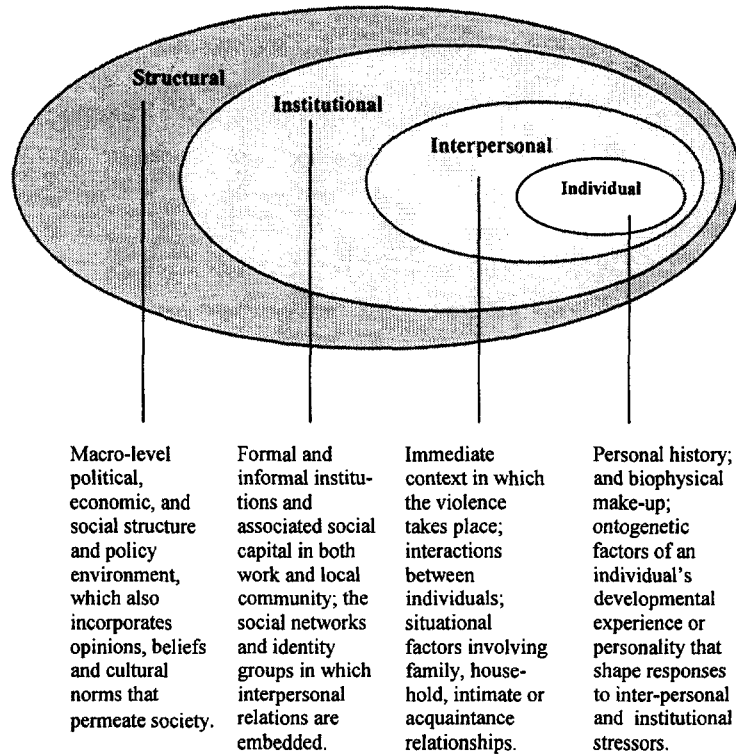 Structural
Institutional
Interpersonal
Individual
Macro-level
political,
economic, and
social structure
and policy
environment,
which also
incorporates
opinions, beliefs
and cultural
norms that
permeate society.
Formal and
informal institu-
tions and
associated social
capital in both
work and local
community; the
social networks
and identity
groups in which
interpersonal
relations are
embedded.
Immediate
context in which
the violence
takes place;
interactions
between
individuals;
situational
factors involving
family, house-
hold, intimate or
acquaintance
relationships.
Personal history;
and biophysical
make-up;
ontogenetic
factors of an
individual's
developmental
experience or
personality that
shape responses
to inter-personal
and institutional
stressors.